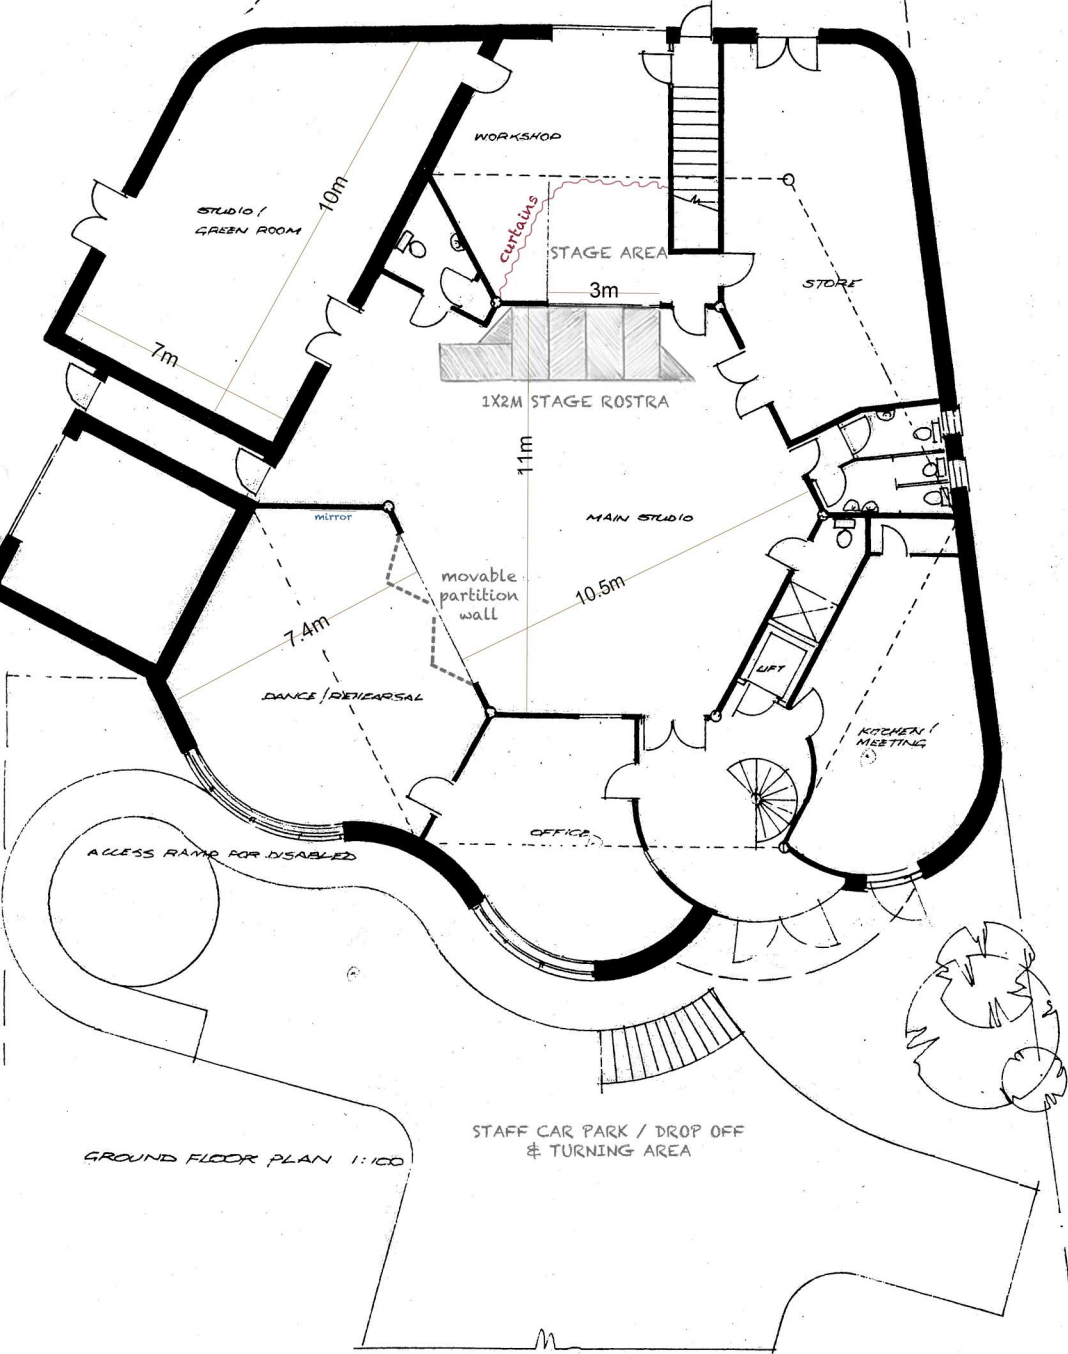 WORKSHOP
10m
STUDIO/
GREEN ROOM
curtains
STAGE AREA
3m
STORE
7m
1X2M STAGE ROSTRA
11m
mirror
MAIN STUDIO
movable
partition
wall
10.5m
7.4m
LIFT
DANCE/REHEARSAL
KITCHEN/
MEETING
OFFICE
ACCESS RAMP FOR DISABLED
STAFF CAR PARK / DROP OFF
& TURNING AREA
GROUND FLOOR PLAN 1:100